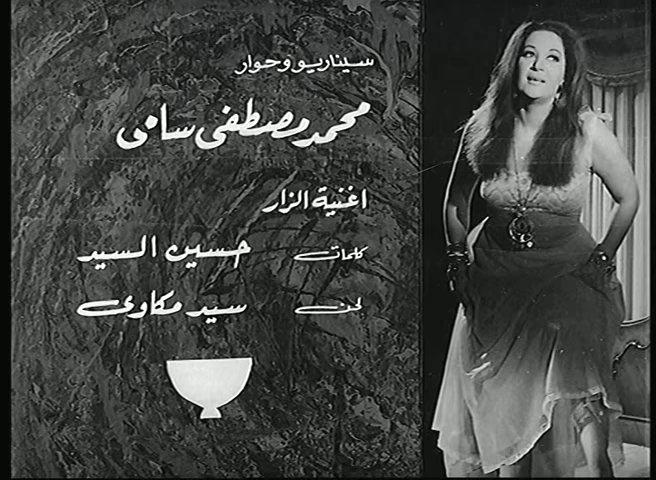 سيناريو وحوار
محمد مصطفى سامى
اغنية الزار
كلمات حسين السيد
لحن سيد مكاوى